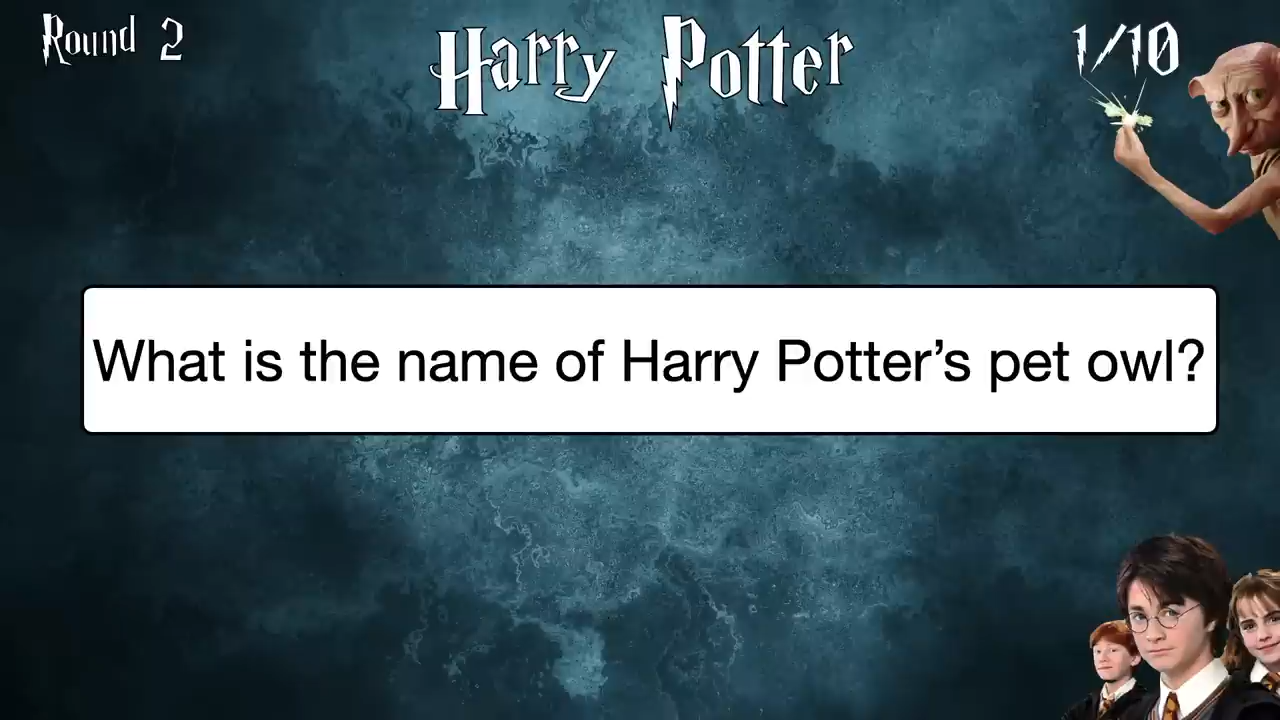 Round 2
Harry Potter
1/10
What is the name of Harry Potter’s pet owl?